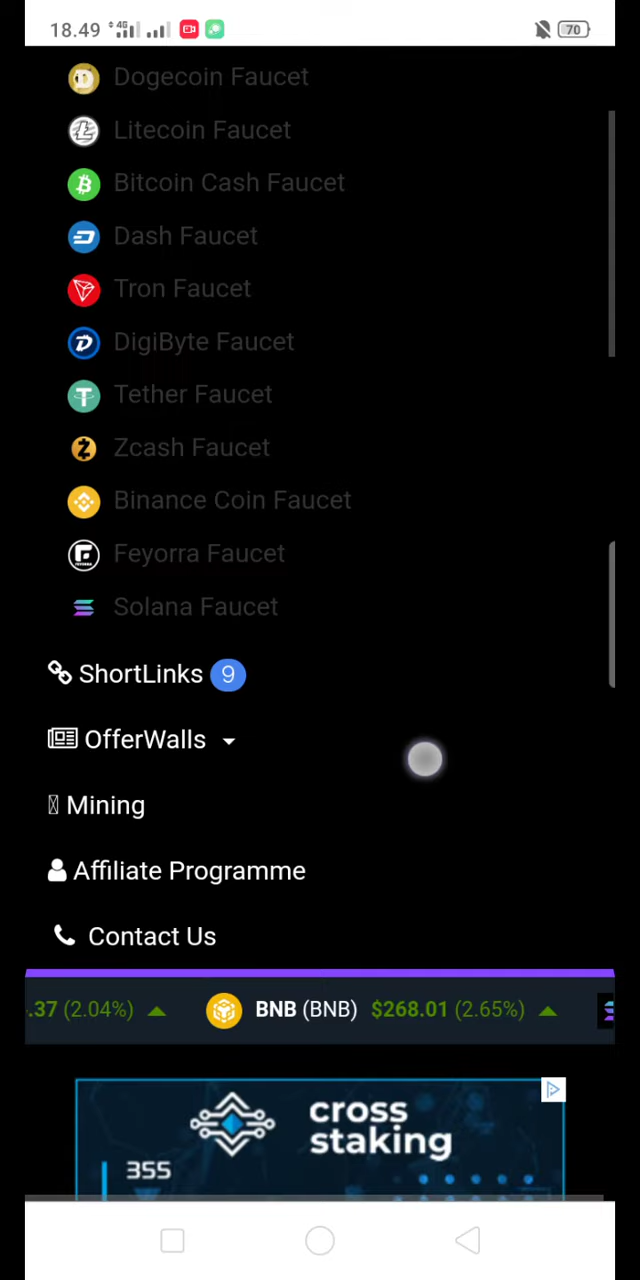 18.49 4G 70
Dogecoin Faucet
Litecoin Faucet
Bitcoin Cash Faucet
Dash Faucet
Tron Faucet
DigiByte Faucet
Tether Faucet
Zcash Faucet
Binance Coin Faucet
Feyorra Faucet
Solana Faucet
ShortLinks 9
OfferWalls
Mining
Affiliate Programme
Contact Us
.37 (2.04%) BNB (BNB) $268.01 (2.65%)
cross
staking
355